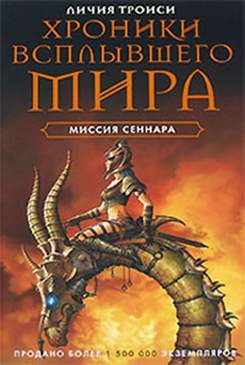 ЛИЧИЯ ТРОИСИ
ХРОНИКИ
ВСПЛЫВШЕГО
МИРА
МИССИЯ СЕННАРА
ПРОДАНО БОЛЕЕ 1 500 000 ЭКЗЕМПЛЯРОВ